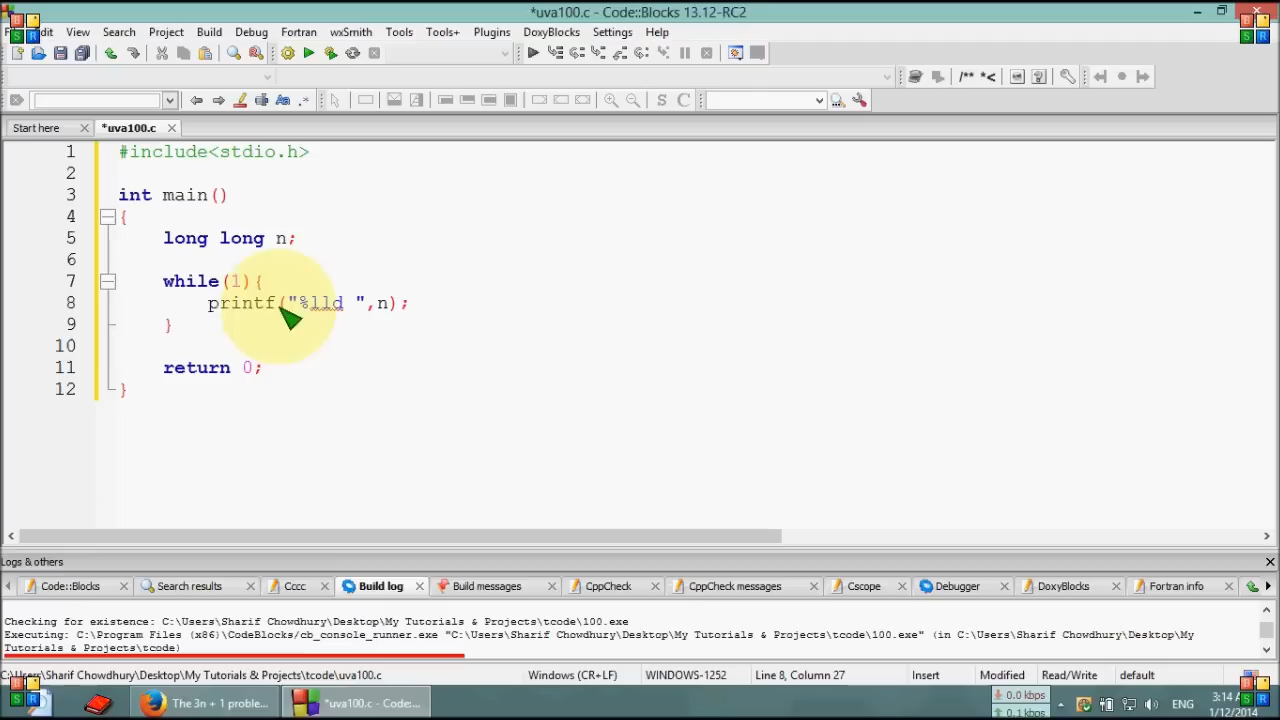 *uva100.c - Code::Blocks 13.12-RC2
View Search Project Build Debug Fortran wxSmith Tools Tools+ Plugins DoxyBlocks Settings Help
/** *<
Aa .* S C
Start here *uva100.c
1 #include<stdio.h>
2
3 int main()
4 {
5 long long n;
6
7 while(1){
8 printf("%lld ",n);
9 }
10
11 return 0;
12 }
Logs & others
Code::Blocks Search results Cccc Build log Build messages CppCheck CppCheck messages Cscope Debugger DoxyBlocks Fortran info
Checking for existence: C:\Users\Sharif Chowdhury\Desktop\My Tutorials & Projects\tcode\100.exe
Executing: C:\Program Files (x86)\CodeBlocks/cb_console_runner.exe "C:\Users\Sharif Chowdhury\Desktop\My Tutorials & Projects\tcode\100.exe" (in C:\Users\Sharif Chowdhury\Desktop\My
Tutorials & Projects\tcode)
C:\Users\Sharif Chowdhury\Desktop\My Tutorials & Projects\tcode\uva100.c Windows (CR+LF) WINDOWS-1252 Line 8, Column 27 Insert Modified Read/Write default
B S R
The 3n + 1 proble... *uva100.c - Code:... 0.0 kbps ENG 3:14 A
0.1 kbps 1/12/2014